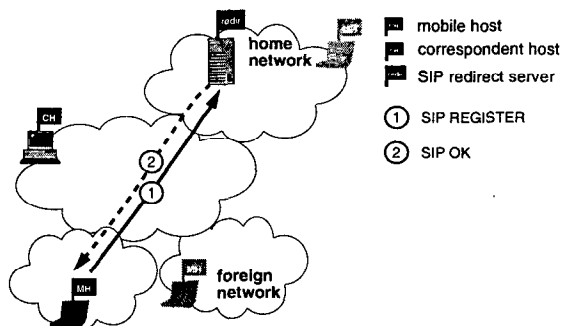 redir
home
network
mobile host
correspondent host
SIP redirect server
CH
1 SIP REGISTER
2 SIP OK
2
1
MH
MH
foreign
network